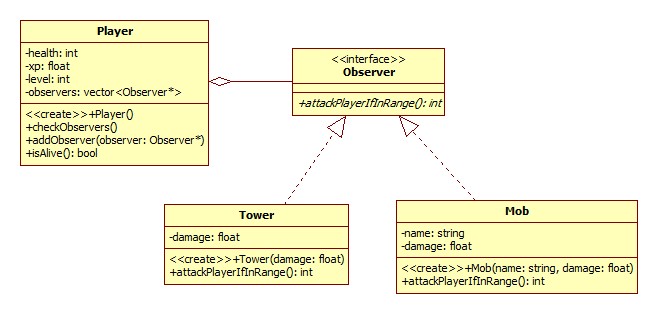 Player
-health: int
-xp: float
-level: int
-observers: vector<Observer*>
<<create>>+Player()
+checkObservers()
+addObserver(observer: Observer*)
+isAlive(): bool
<<interface>>
Observer
+attackPlayerIfInRange(): int
Tower
-damage: float
<<create>>+Tower(damage: float)
+attackPlayerIfInRange(): int
Mob
-name: string
-damage: float
<<create>>+Mob(name: string, damage: float)
+attackPlayerIfInRange(): int